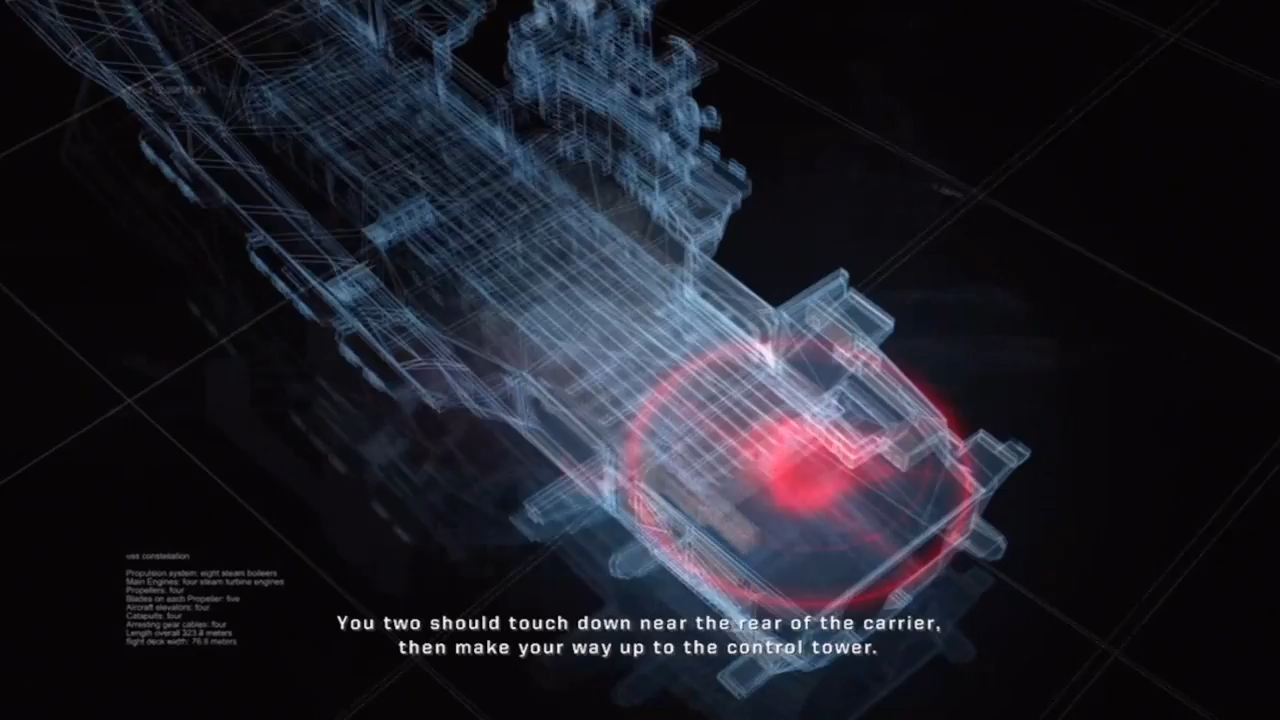 uss constellation
Propulsion system: eight steam boileers
Main Engines: four steam turbine engines
Propellers: four
Blades on each Propeller: five
Aircraft elevators: four
Catapults: four
Arresting gear cables: four
Length overall 323.8 meters
flight deck width: 76.8 meters
You two should touch down near the rear of the carrier,
then make your way up to the control tower.